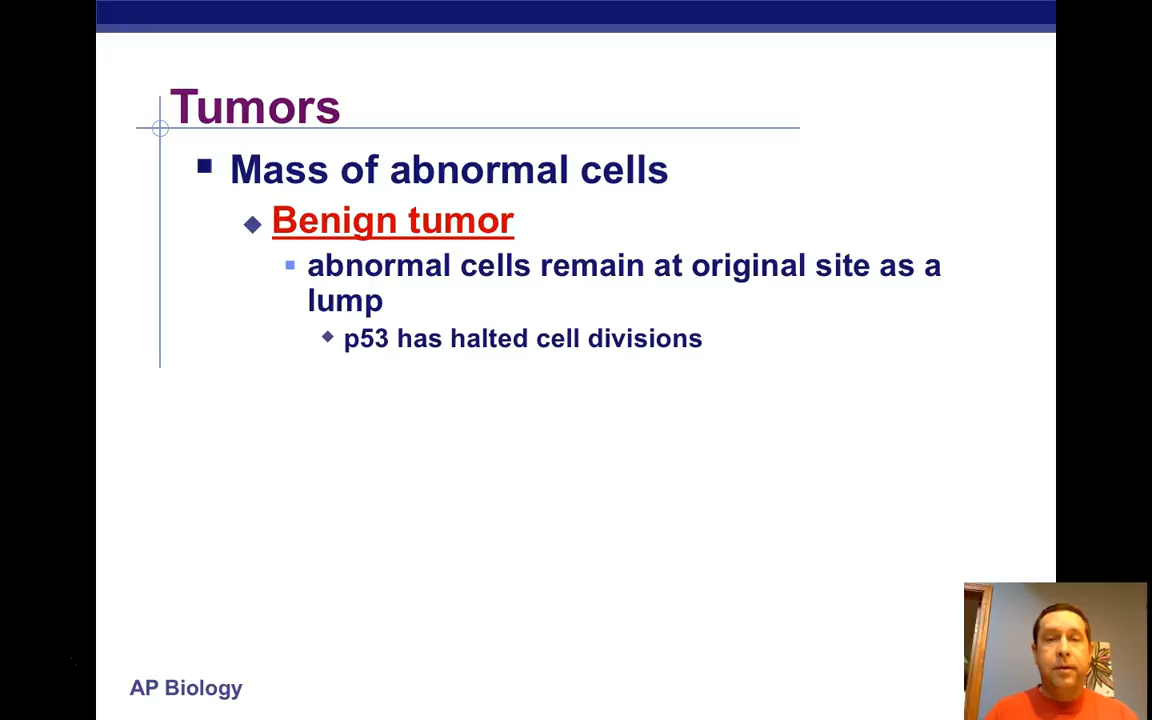 Tumors
Mass of abnormal cells
Benign tumor
abnormal cells remain at original site as a
lump
p53 has halted cell divisions
AP Biology